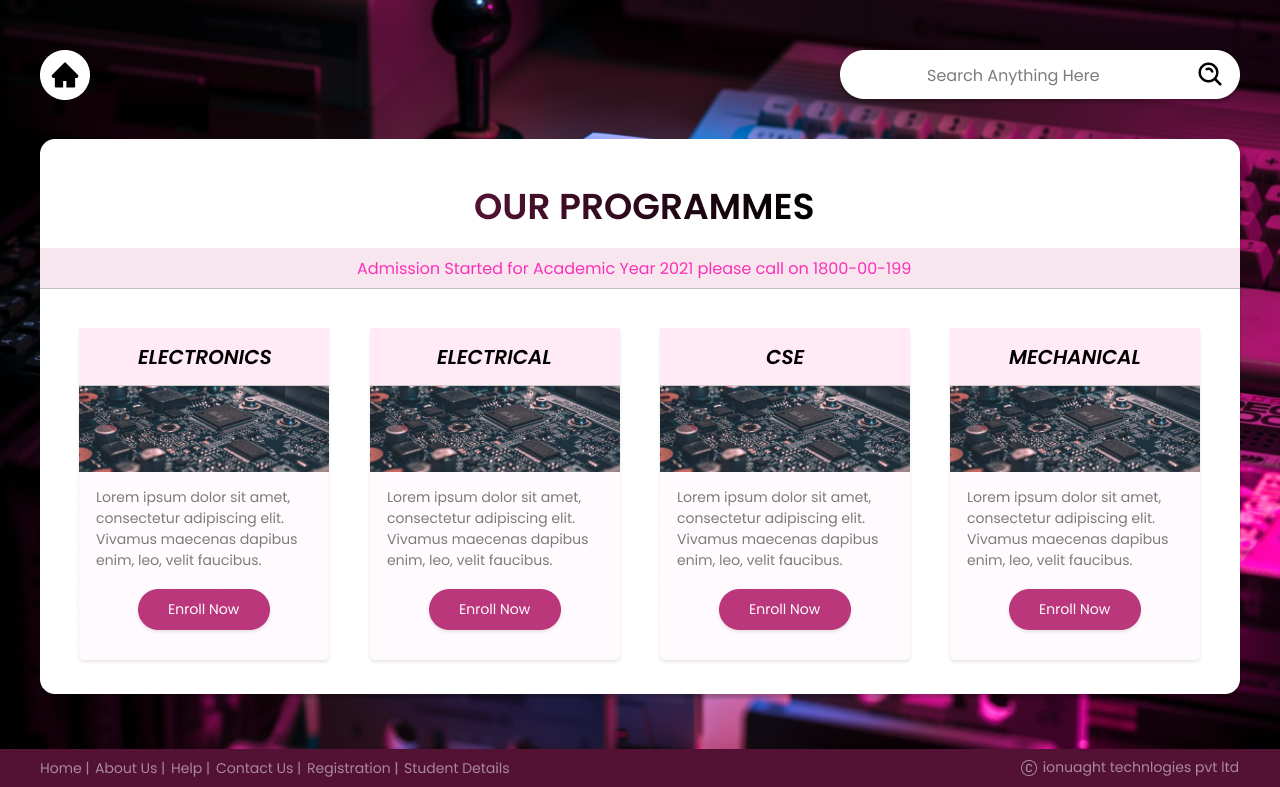 Search Anything Here
OUR PROGRAMMES
Admission Started for Academic Year 2021 please call on 1800-00-199
ELECTRONICS
Lorem ipsum dolor sit amet,
consectetur adipiscing elit.
Vivamus maecenas dapibus
enim, leo, velit faucibus.
Enroll Now
ELECTRICAL
Lorem ipsum dolor sit amet,
consectetur adipiscing elit.
Vivamus maecenas dapibus
enim, leo, velit faucibus.
Enroll Now
CSE
Lorem ipsum dolor sit amet,
consectetur adipiscing elit.
Vivamus maecenas dapibus
enim, leo, velit faucibus.
Enroll Now
MECHANICAL
Lorem ipsum dolor sit amet,
consectetur adipiscing elit.
Vivamus maecenas dapibus
enim, leo, velit faucibus.
Enroll Now
Home | About Us | Help | Contact Us | Registration | Student Details
© ionuaght technlogies pvt ltd